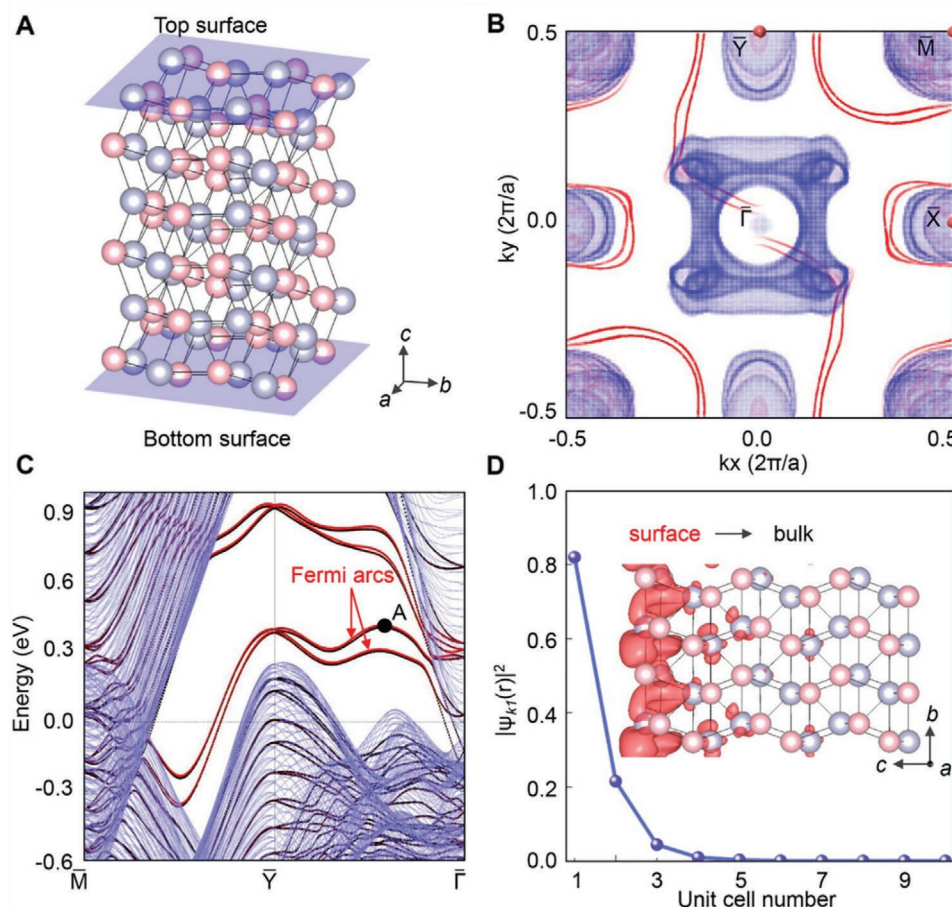 A
Top surface
c
a
b
Bottom surface
B
0.5
ky (2π/a)
0.0
-0.5
Ȳ
M̄
Γ̄
X̄
-0.5
0.0
0.5
kx (2π/a)
C
Energy (eV)
0.9
0.6
0.3
0.0
-0.3
-0.6
Fermi arcs
A
M̄
Ȳ
Γ̄
D
|Ψk1(r)|²
1.0
0.8
0.6
0.4
0.2
0.0
surface → bulk
b
c
a
1
3
5
7
9
Unit cell number